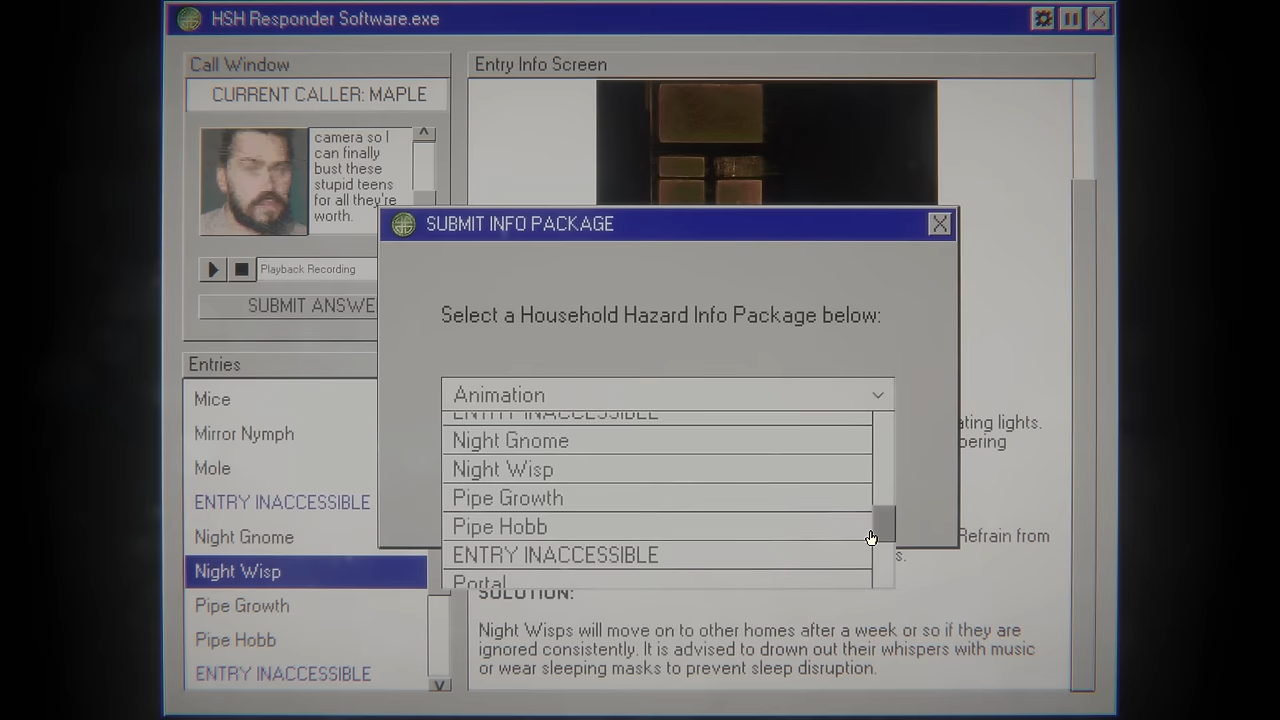 HSH Responder Software.exe
Call Window
CURRENT CALLER: MAPLE
camera so I
can finally
bust these
stupid teens
for all they're
worth.
Playback Recording
SUBMIT ANSWE
Entries
Mice
Mirror Nymph
Mole
ENTRY INACCESSIBLE
Night Gnome
Night Wisp
Pipe Growth
Pipe Hobb
ENTRY INACCESSIBLE
Entry Info Screen
SUBMIT INFO PACKAGE
Select a Household Hazard Info Package below:
Animation
ENTRY INACCESSIBLE
Night Gnome
Night Wisp
Pipe Growth
Pipe Hobb
ENTRY INACCESSIBLE
Portal
ating lights.
pering
Refrain from
s.
SOLUTION:
Night Wisps will move on to other homes after a week or so if they are
ignored consistently. It is advised to drown out their whispers with music
or wear sleeping masks to prevent sleep disruption.